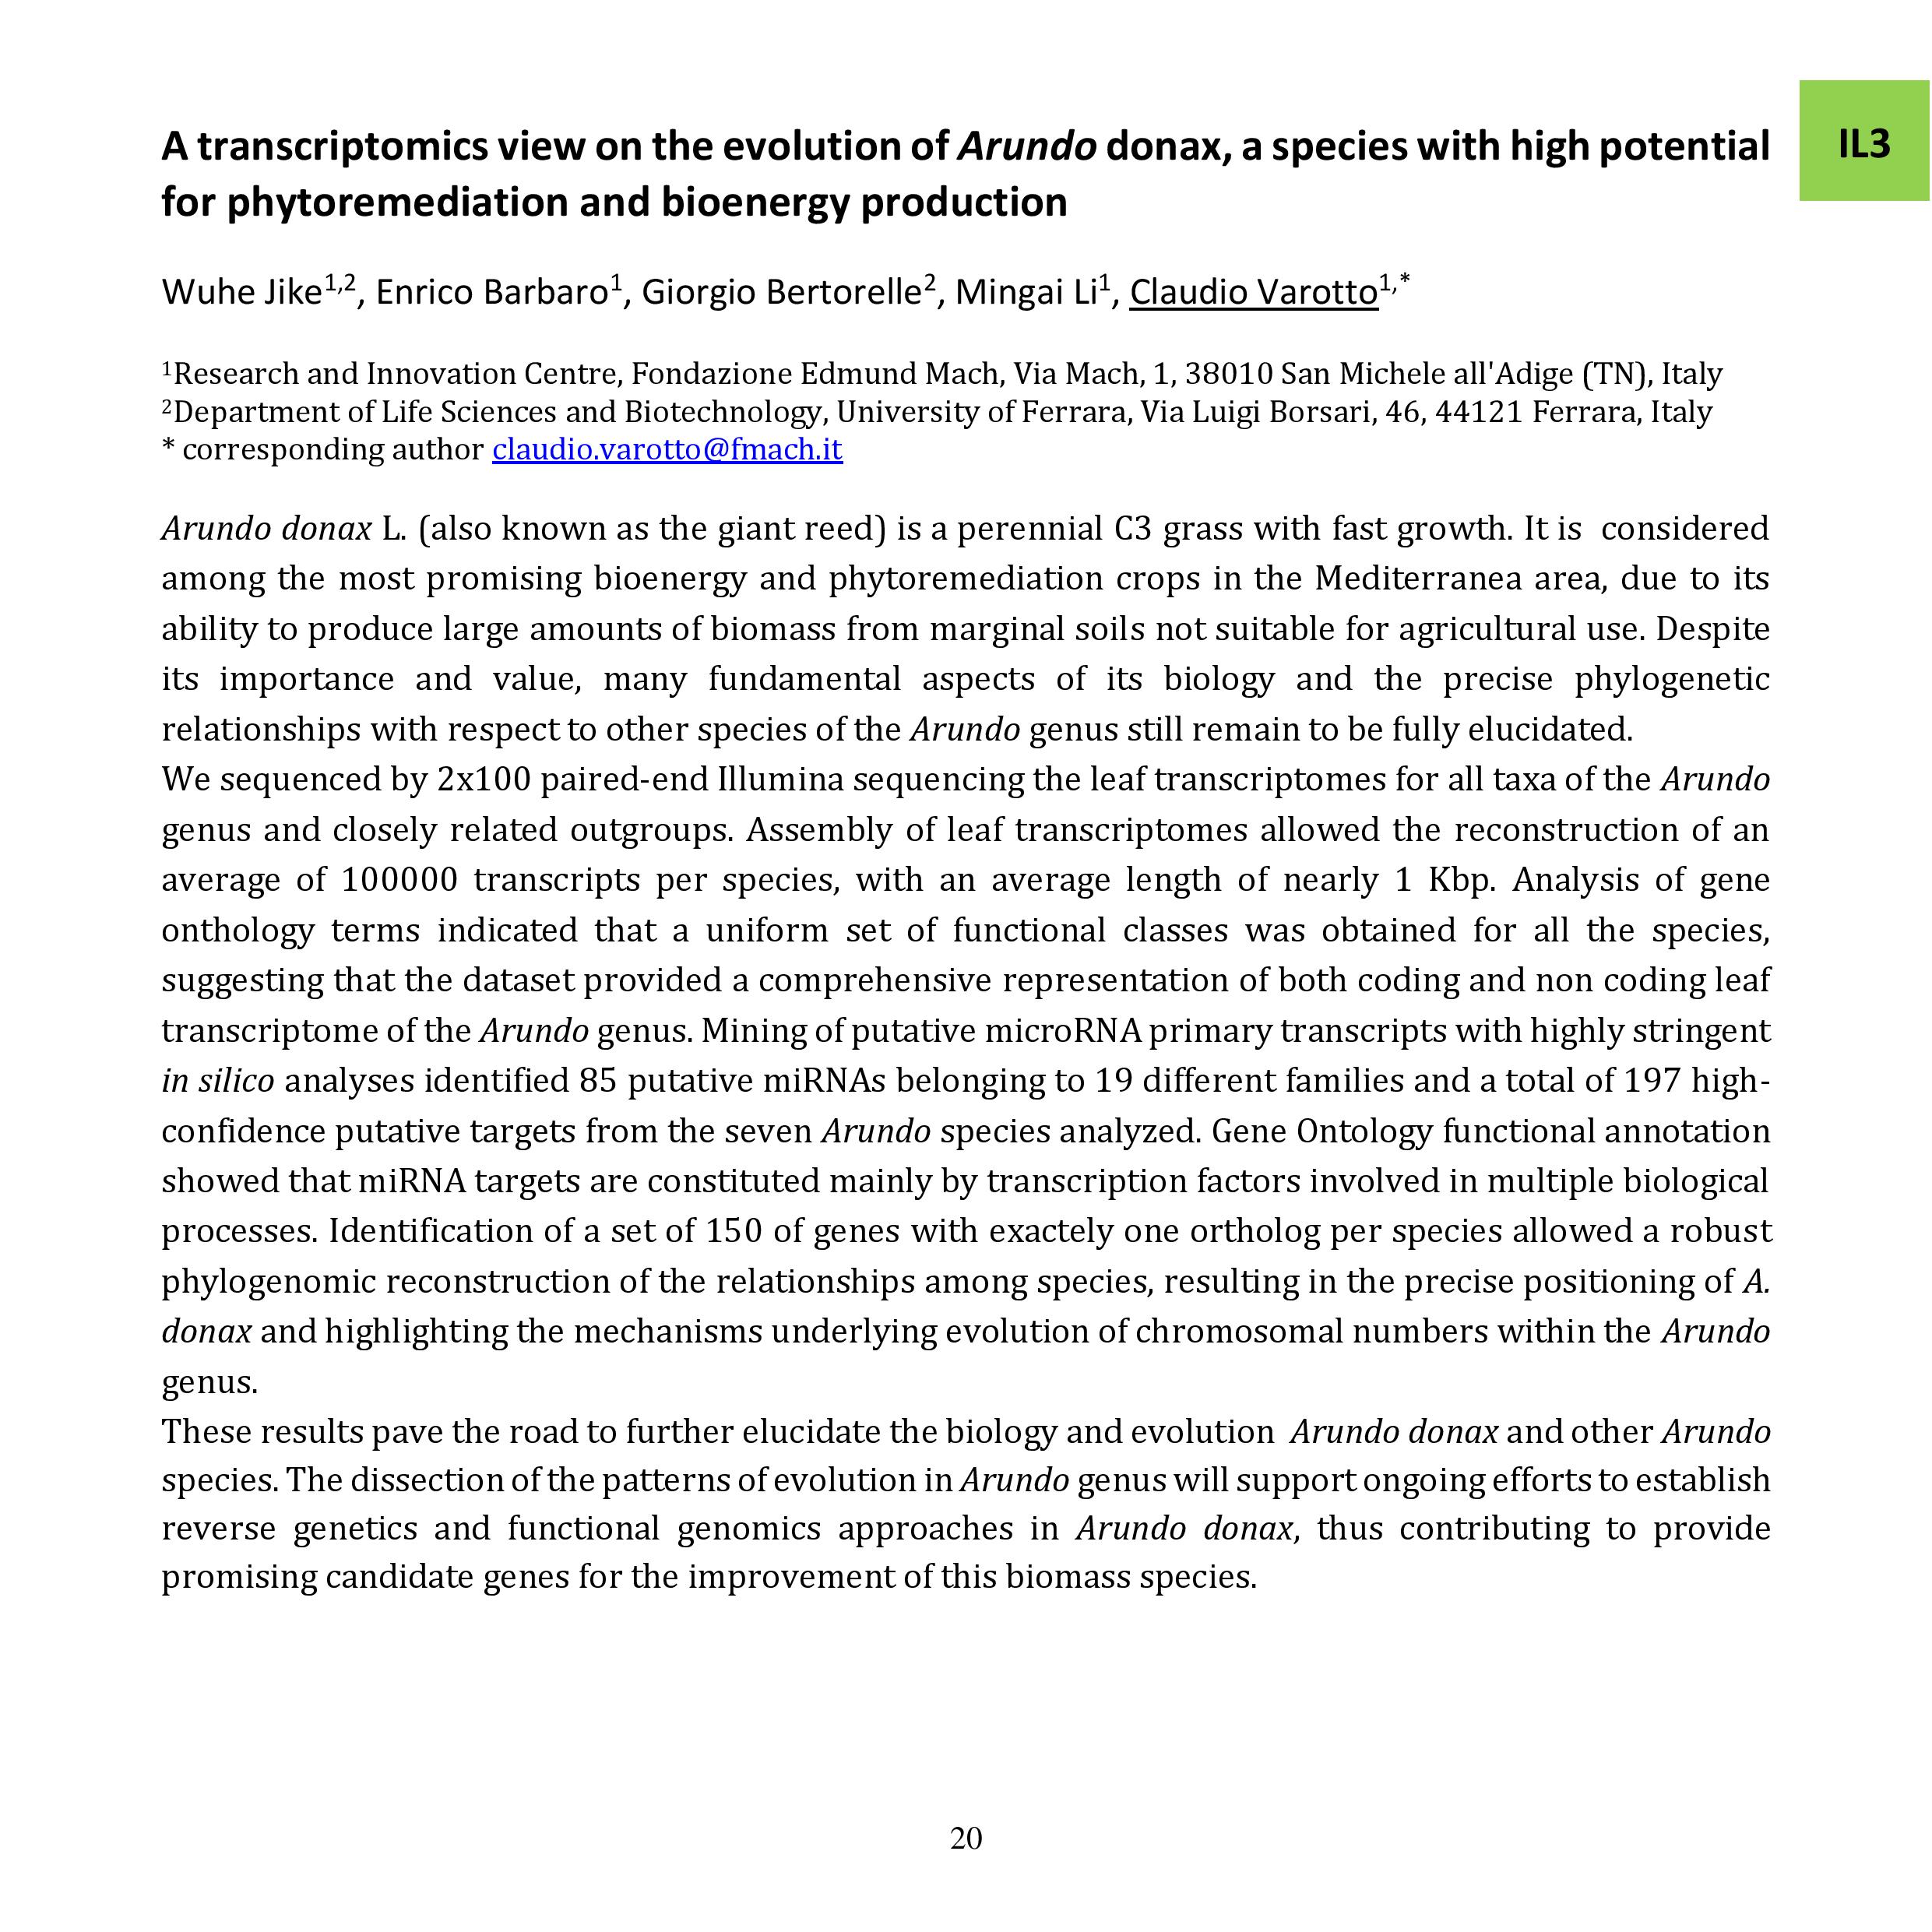 A transcriptomics view on the evolution of Arundo donax, a species with high potential
for phytoremediation and bioenergy production
IL3
Wuhe Jike1,2, Enrico Barbaro1, Giorgio Bertorelle2, Mingai Li1, Claudio Varotto1,*
1Research and Innovation Centre, Fondazione Edmund Mach, Via Mach, 1, 38010 San Michele all'Adige (TN), Italy
2Department of Life Sciences and Biotechnology, University of Ferrara, Via Luigi Borsari, 46, 44121 Ferrara, Italy
* corresponding author claudio.varotto@fmach.it
Arundo donax L. (also known as the giant reed) is a perennial C3 grass with fast growth. It is considered
among the most promising bioenergy and phytoremediation crops in the Mediterranea area, due to its
ability to produce large amounts of biomass from marginal soils not suitable for agricultural use. Despite
its importance and value, many fundamental aspects of its biology and the precise phylogenetic
relationships with respect to other species of the Arundo genus still remain to be fully elucidated.
We sequenced by 2x100 paired-end Illumina sequencing the leaf transcriptomes for all taxa of the Arundo
genus and closely related outgroups. Assembly of leaf transcriptomes allowed the reconstruction of an
average of 100000 transcripts per species, with an average length of nearly 1 Kbp. Analysis of gene
onthology terms indicated that a uniform set of functional classes was obtained for all the species,
suggesting that the dataset provided a comprehensive representation of both coding and non coding leaf
transcriptome of the Arundo genus. Mining of putative microRNA primary transcripts with highly stringent
in silico analyses identified 85 putative miRNAs belonging to 19 different families and a total of 197 high-
confidence putative targets from the seven Arundo species analyzed. Gene Ontology functional annotation
showed that miRNA targets are constituted mainly by transcription factors involved in multiple biological
processes. Identification of a set of 150 of genes with exactely one ortholog per species allowed a robust
phylogenomic reconstruction of the relationships among species, resulting in the precise positioning of A.
donax and highlighting the mechanisms underlying evolution of chromosomal numbers within the Arundo
genus.
These results pave the road to further elucidate the biology and evolution Arundo donax and other Arundo
species. The dissection of the patterns of evolution in Arundo genus will support ongoing efforts to establish
reverse genetics and functional genomics approaches in Arundo donax, thus contributing to provide
promising candidate genes for the improvement of this biomass species.
20